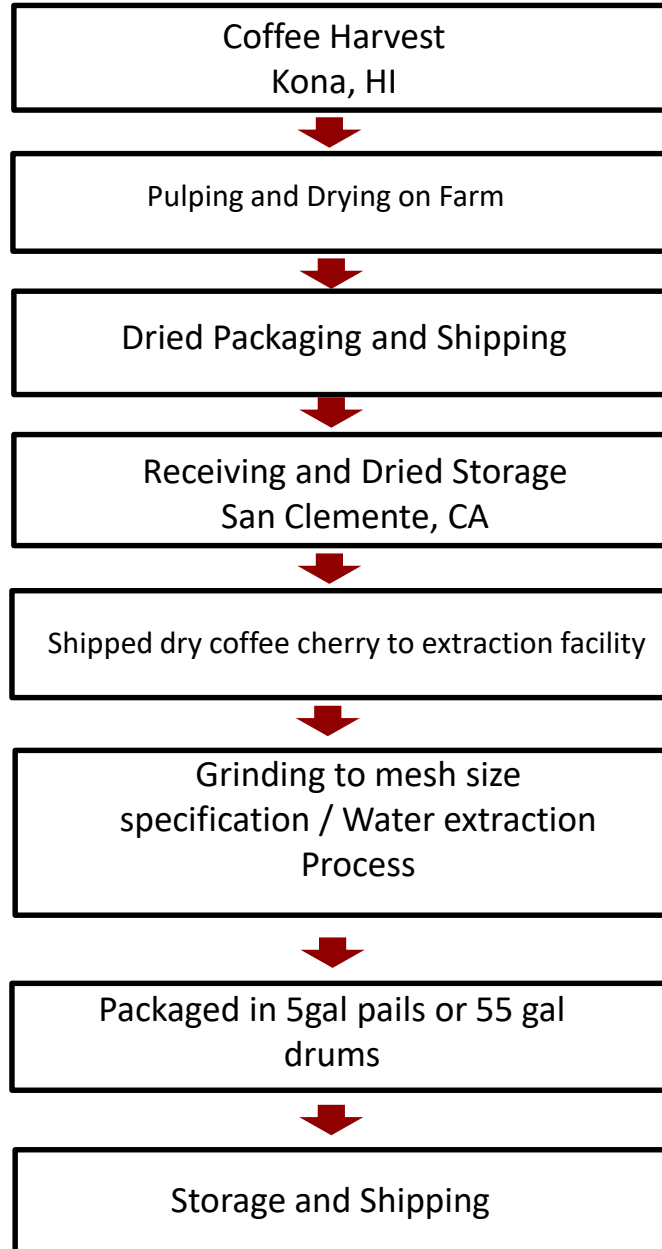 Coffee Harvest
Kona, HI
Pulping and Drying on Farm
Dried Packaging and Shipping
Receiving and Dried Storage
San Clemente, CA
Shipped dry coffee cherry to extraction facility
Grinding to mesh size
specification / Water extraction
Process
Packaged in 5gal pails or 55 gal
drums
Storage and Shipping